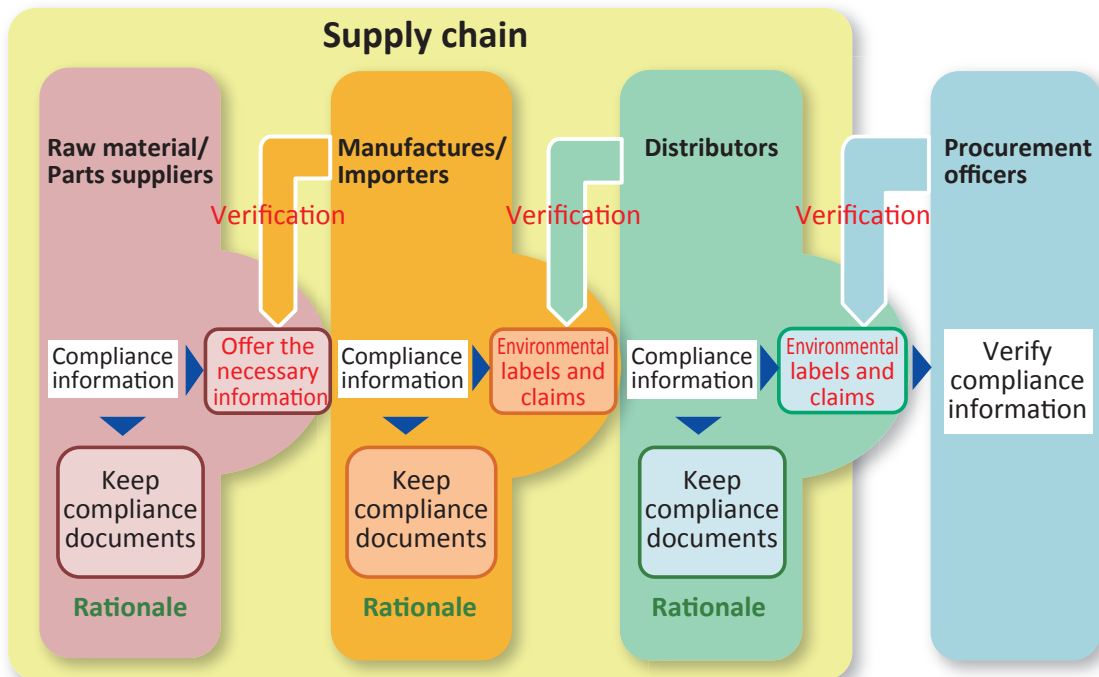 Supply chain
Raw material/
Parts suppliers
Verification
Compliance
information
Offer the
necessary
information
Keep
compliance
documents
Rationale
Manufactures/
Importers
Verification
Compliance
information
Environmental
labels and
claims
Keep
compliance
documents
Rationale
Distributors
Verification
Compliance
information
Environmental
labels and
claims
Keep
compliance
documents
Rationale
Procurement
officers
Verify
compliance
information